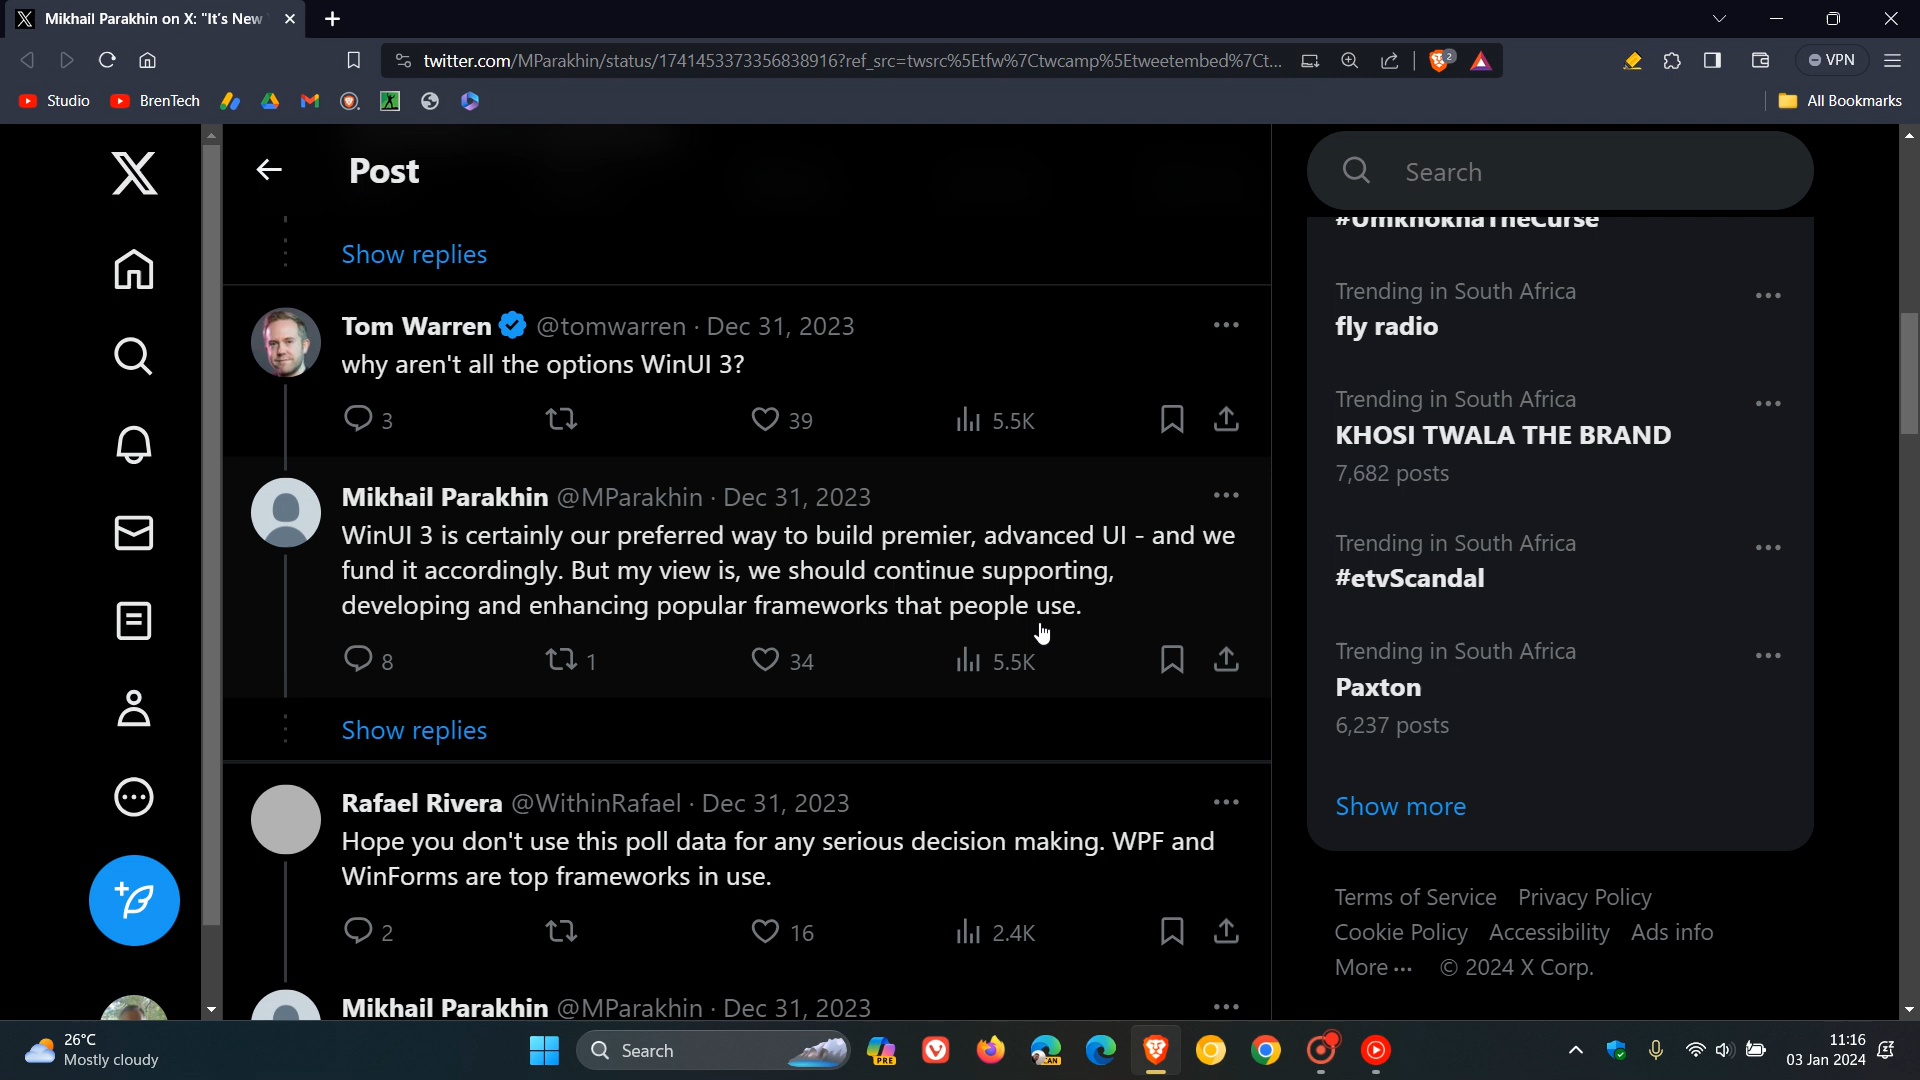 Mikhail Parakhin on X: "It's New
twitter.com/MParakhin/status/1741453373356838916?ref_src=twsrc%5Etfw%7Ctwcamp%5Etweetembed%7Ct...
2
VPN
Studio
BrenTech
All Bookmarks
Post
Search
Show replies
#UmkhokhaTheCurse
Trending in South Africa
fly radio
Tom Warren @tomwarren · Dec 31, 2023
why aren't all the options WinUI 3?
3
39
5.5K
Trending in South Africa
KHOSI TWALA THE BRAND
7,682 posts
Mikhail Parakhin @MParakhin · Dec 31, 2023
WinUI 3 is certainly our preferred way to build premier, advanced UI - and we
fund it accordingly. But my view is, we should continue supporting,
developing and enhancing popular frameworks that people use.
8
1
34
5.5K
Trending in South Africa
#etvScandal
Trending in South Africa
Paxton
6,237 posts
Show replies
Show more
Rafael Rivera @WithinRafael · Dec 31, 2023
Hope you don't use this poll data for any serious decision making. WPF and
WinForms are top frameworks in use.
2
16
2.4K
Terms of Service Privacy Policy
Cookie Policy Accessibility Ads info
More ··· © 2024 X Corp.
Mikhail Parakhin @MParakhin · Dec 31, 2023
26°C
Mostly cloudy
Search
PRE
CAN
11:16
03 Jan 2024